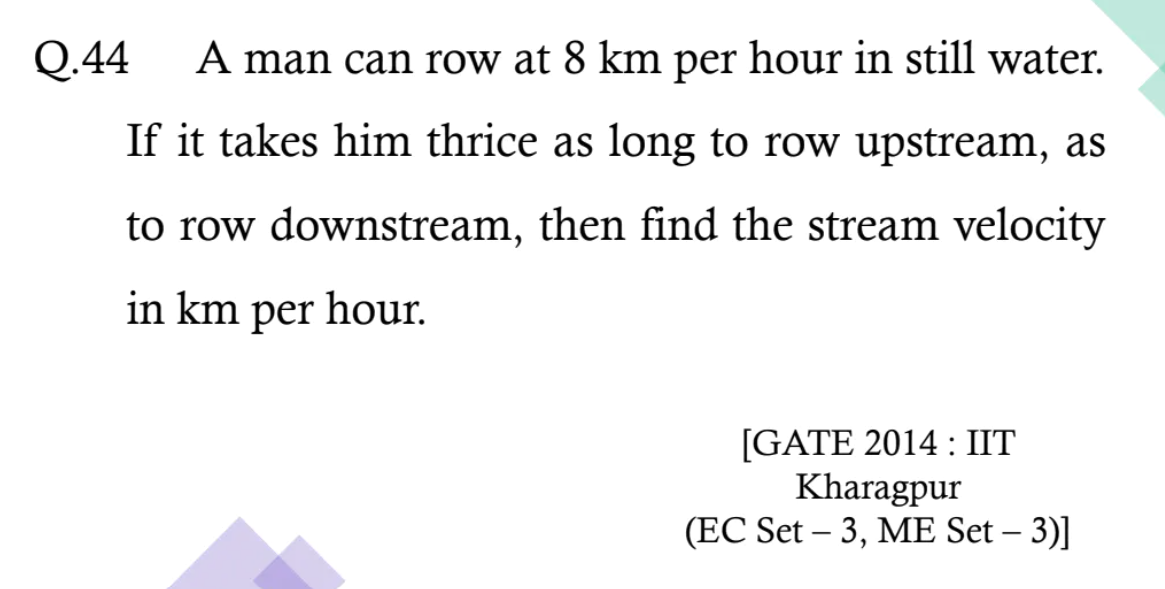 Q.44 A man can row at 8 km per hour in still water.
If it takes him thrice as long to row upstream, as
to row downstream, then find the stream velocity
in km per hour.
[GATE 2014 : IIT
Kharagpur
(EC Set – 3, ME Set – 3)]